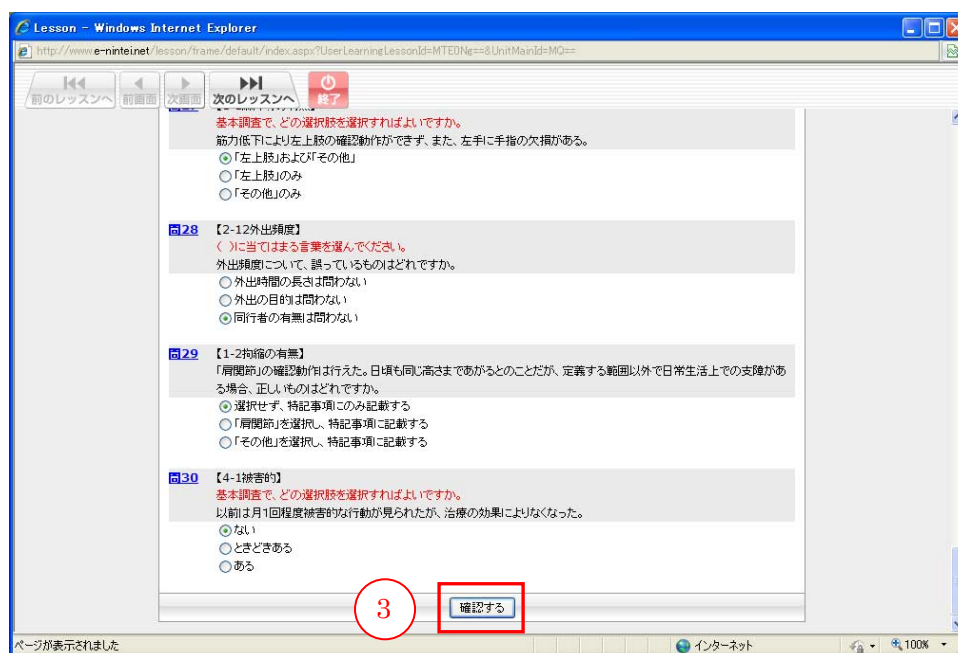 Lesson - Windows Internet Explorer
http://www.e-nintei.net/lesson/frame/default/index.aspx?UserLearningLessonId=MTE0Ng==&UnitMainId=MQ==
前のレッスンへ 前画面 次画面 次のレッスンへ 終了
基本調査で、どの選択肢を選択すればよいですか。
筋力低下により左上肢の確認動作ができず、また、左手に手指の欠損がある。
「左上肢」および「その他」
「左上肢」のみ
「その他」のみ
問28 【2-12外出頻度】
( )に当てはまる言葉を選んでください。
外出頻度について、誤っているものはどれですか。
外出時間の長さは問わない
外出の目的は問わない
同行者の有無は問わない
問29 【1-2拘縮の有無】
「肩関節」の確認動作は行えた。日頃も同じ高さまであがるとのことだが、定義する範囲以外で日常生活上での支障があ
る場合、正しいものはどれですか。
選択せず、特記事項にのみ記載する
「肩関節」を選択し、特記事項に記載する
「その他」を選択し、特記事項に記載する
問30 【4-1被害的】
基本調査で、どの選択肢を選択すればよいですか。
以前は月1回程度被害的な行動が見られたが、治療の効果によりなくなった。
ない
ときどきある
ある
3 確認する
ページが表示されました インターネット 100%